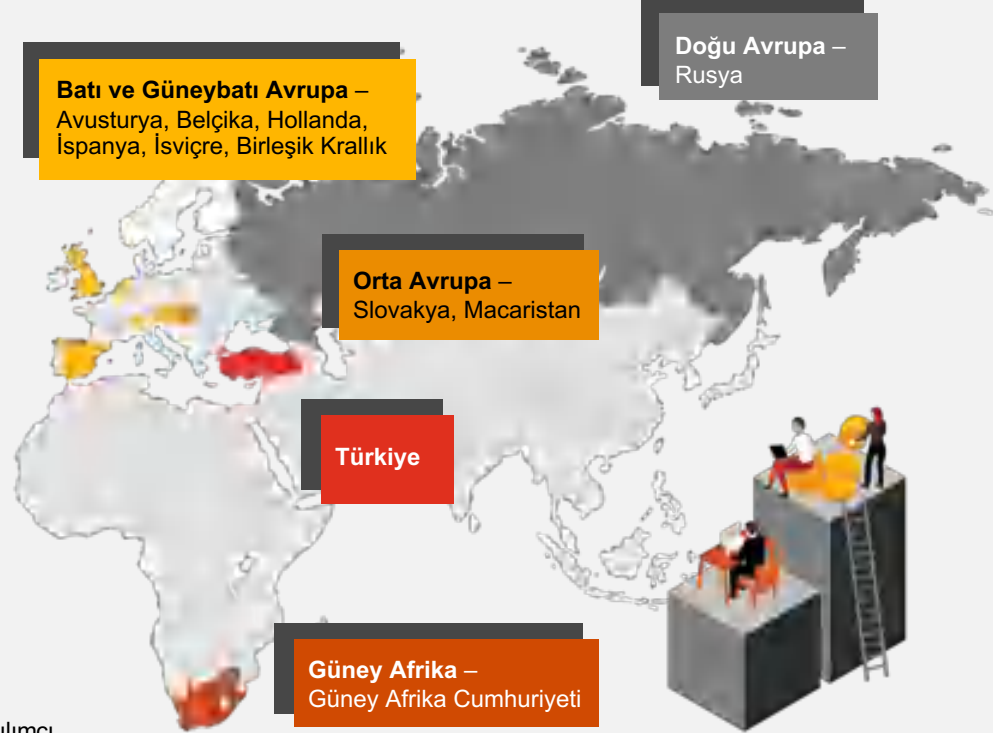 Doğu Avrupa –
Rusya
Batı ve Güneybatı Avrupa –
Avusturya, Belçika, Hollanda,
İspanya, İsviçre, Birleşik Krallık
Orta Avrupa –
Slovakya, Macaristan
Türkiye
Güney Afrika –
Güney Afrika Cumhuriyeti